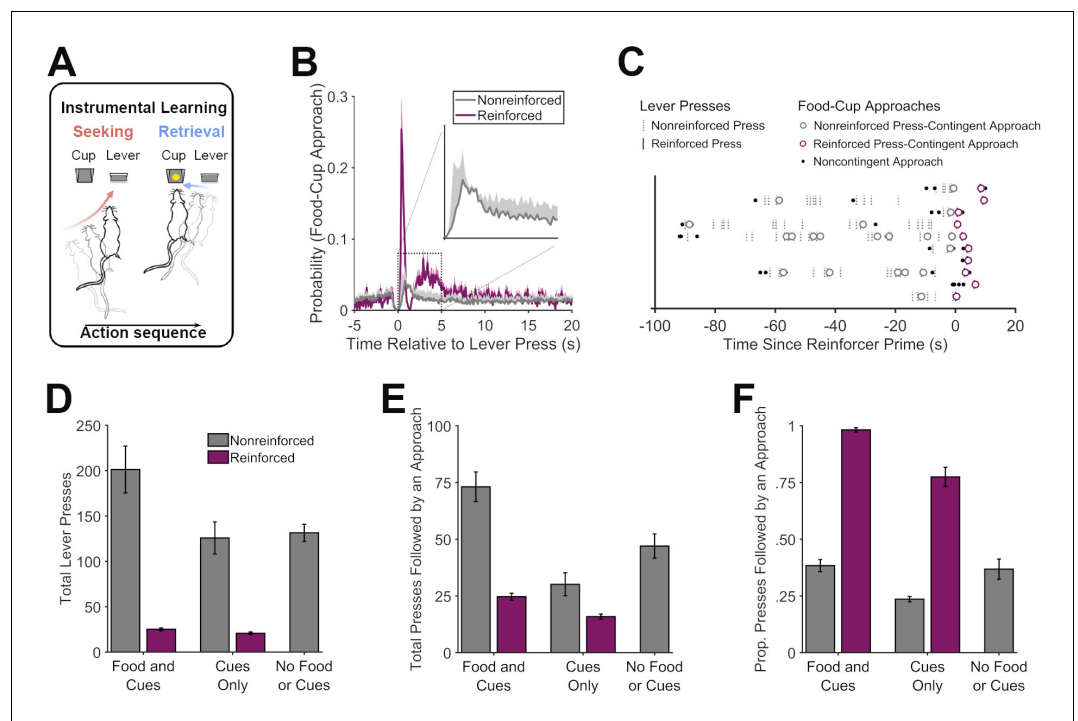 A
Instrumental Learning
Seeking
Retrieval
Cup
Lever
Cup
Lever
Action sequence
B
Probability (Food-Cup Approach)
0.3
0.2
0.1
0
Nonreinforced
Reinforced
-5
0
5
10
15
20
Time Relative to Lever Press (s)
C
Lever Presses
Nonreinforced Press
Reinforced Press
Food-Cup Approaches
Nonreinforced Press-Contingent Approach
Reinforced Press-Contingent Approach
Noncontingent Approach
-100
-80
-60
-40
-20
0
20
Time Since Reinforcer Prime (s)
D
Total Lever Presses
250
200
150
100
50
0
Nonreinforced
Reinforced
Food and
Cues
Cues
Only
No Food
or Cues
E
Total Presses Followed by an Approach
100
75
50
25
0
Food and
Cues
Cues
Only
No Food
or Cues
F
Prop. Presses Followed by an Approach
1
.75
.50
.25
0
Food and
Cues
Cues
Only
No Food
or Cues